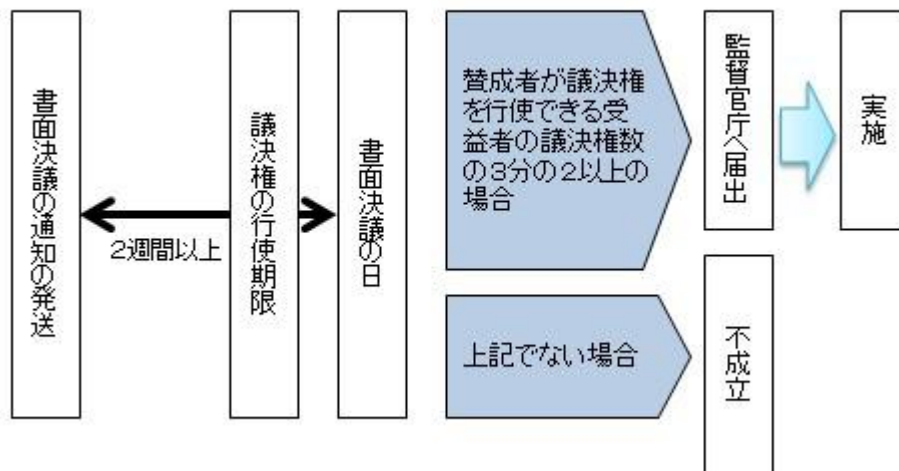 書面決議の通知の発送
2週間以上
議決権の行使期限
書面決議の日
賛成者が議決権
を行使できる受
益者の議決権数
の3分の2以上の
場合
監督官庁へ届出
実施
上記でない場合
不成立